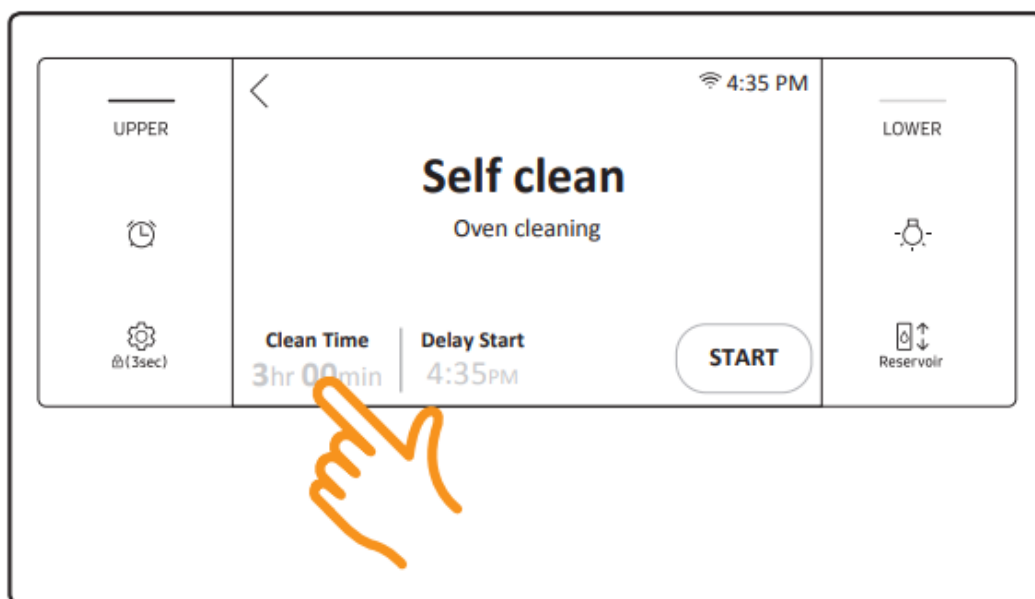 UPPER
(3sec)
4:35 PM
Self clean
Oven cleaning
Clean Time
3hr 00min
Delay Start
4:35PM
START
LOWER
Reservoir